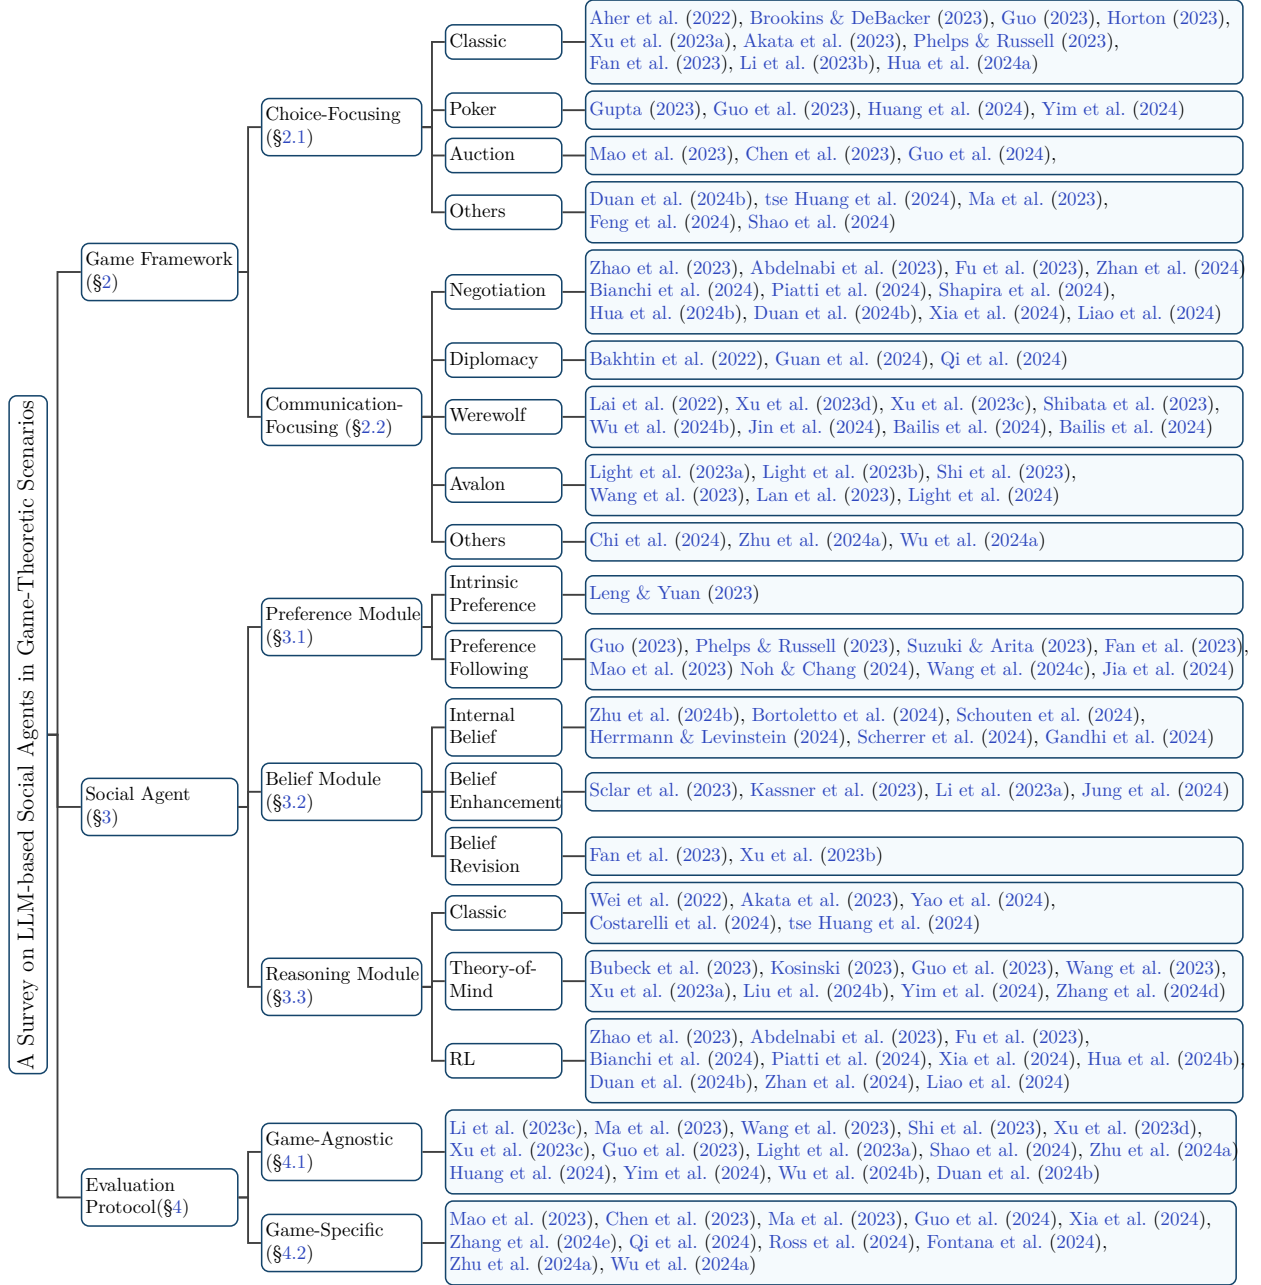 A Survey on LLM-based Social Agents in Game-Theoretic Scenarios
Game Framework
(§2)
Choice-Focusing
(§2.1)
Classic
Aher et al. (2022), Brookins & DeBacker (2023), Guo (2023), Horton (2023),
Xu et al. (2023a), Akata et al. (2023), Phelps & Russell (2023),
Fan et al. (2023), Li et al. (2023b), Hua et al. (2024a)
Poker
Gupta (2023), Guo et al. (2023), Huang et al. (2024), Yim et al. (2024)
Auction
Mao et al. (2023), Chen et al. (2023), Guo et al. (2024),
Others
Duan et al. (2024b), tse Huang et al. (2024), Ma et al. (2023),
Feng et al. (2024), Shao et al. (2024)
Communication-
Focusing (§2.2)
Negotiation
Zhao et al. (2023), Abdelnabi et al. (2023), Fu et al. (2023), Zhan et al. (2024)
Bianchi et al. (2024), Piatti et al. (2024), Shapira et al. (2024),
Hua et al. (2024b), Duan et al. (2024b), Xia et al. (2024), Liao et al. (2024)
Diplomacy
Bakhtin et al. (2022), Guan et al. (2024), Qi et al. (2024)
Werewolf
Lai et al. (2022), Xu et al. (2023d), Xu et al. (2023c), Shibata et al. (2023),
Wu et al. (2024b), Jin et al. (2024), Bailis et al. (2024), Bailis et al. (2024)
Avalon
Light et al. (2023a), Light et al. (2023b), Shi et al. (2023),
Wang et al. (2023), Lan et al. (2023), Light et al. (2024)
Others
Chi et al. (2024), Zhu et al. (2024a), Wu et al. (2024a)
Social Agent
(§3)
Preference Module
(§3.1)
Intrinsic
Preference
Leng & Yuan (2023)
Preference
Following
Guo (2023), Phelps & Russell (2023), Suzuki & Arita (2023), Fan et al. (2023),
Mao et al. (2023) Noh & Chang (2024), Wang et al. (2024c), Jia et al. (2024)
Belief Module
(§3.2)
Internal
Belief
Zhu et al. (2024b), Bortoletto et al. (2024), Schouten et al. (2024),
Herrmann & Levinstein (2024), Scherrer et al. (2024), Gandhi et al. (2024)
Belief
Enhancement
Sclar et al. (2023), Kassner et al. (2023), Li et al. (2023a), Jung et al. (2024)
Belief
Revision
Fan et al. (2023), Xu et al. (2023b)
Reasoning Module
(§3.3)
Classic
Wei et al. (2022), Akata et al. (2023), Yao et al. (2024),
Costarelli et al. (2024), tse Huang et al. (2024)
Theory-of-
Mind
Bubeck et al. (2023), Kosinski (2023), Guo et al. (2023), Wang et al. (2023),
Xu et al. (2023a), Liu et al. (2024b), Yim et al. (2024), Zhang et al. (2024d)
RL
Zhao et al. (2023), Abdelnabi et al. (2023), Fu et al. (2023),
Bianchi et al. (2024), Piatti et al. (2024), Xia et al. (2024), Hua et al. (2024b),
Duan et al. (2024b), Zhan et al. (2024), Liao et al. (2024)
Evaluation
Protocol(§4)
Game-Agnostic
(§4.1)
Li et al. (2023c), Ma et al. (2023), Wang et al. (2023), Shi et al. (2023), Xu et al. (2023d),
Xu et al. (2023c), Guo et al. (2023), Light et al. (2023a), Shao et al. (2024), Zhu et al. (2024a)
Huang et al. (2024), Yim et al. (2024), Wu et al. (2024b), Duan et al. (2024b)
Game-Specific
(§4.2)
Mao et al. (2023), Chen et al. (2023), Ma et al. (2023), Guo et al. (2024), Xia et al. (2024),
Zhang et al. (2024e), Qi et al. (2024), Ross et al. (2024), Fontana et al. (2024),
Zhu et al. (2024a), Wu et al. (2024a)